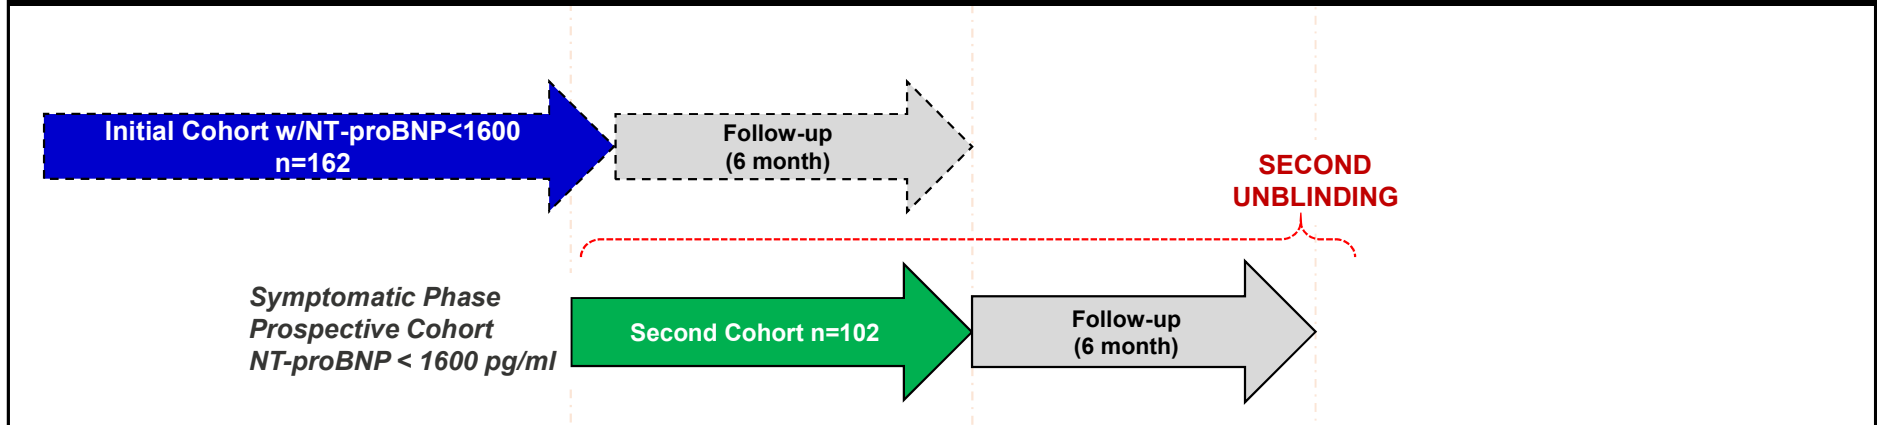 Initial Cohort w/NT-proBNP<1600
n=162
Follow-up
(6 month)
SECOND
UNBLINDING
Symptomatic Phase
Prospective Cohort
NT-proBNP < 1600 pg/ml
Second Cohort n=102
Follow-up
(6 month)